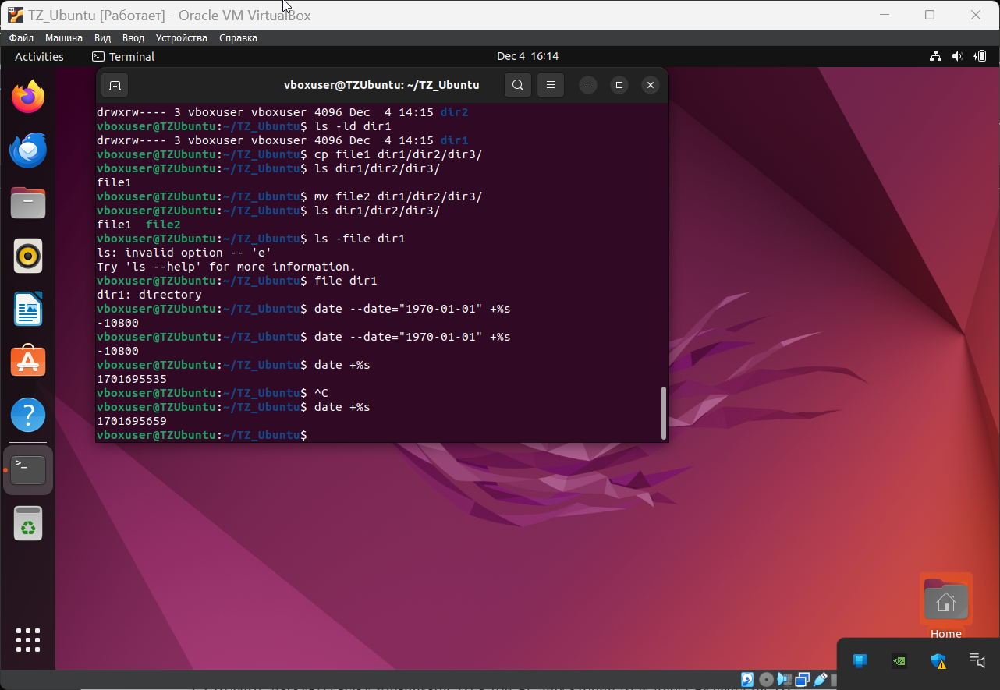 TZ_Ubuntu [Работает] - Oracle VM VirtualBox
Файл Машина Вид Ввод Устройства Справка
Activities Terminal Dec 4 16:14
vboxuser@TZUbuntu: ~/TZ_Ubuntu
drwxrw---- 3 vboxuser vboxuser 4096 Dec  4 14:15 dir2
vboxuser@TZUbuntu:~/TZ_Ubuntu$ ls -ld dir1
drwxrw---- 3 vboxuser vboxuser 4096 Dec  4 14:15 dir1
vboxuser@TZUbuntu:~/TZ_Ubuntu$ cp file1 dir1/dir2/dir3/
vboxuser@TZUbuntu:~/TZ_Ubuntu$ ls dir1/dir2/dir3/
file1
vboxuser@TZUbuntu:~/TZ_Ubuntu$ mv file2 dir1/dir2/dir3/
vboxuser@TZUbuntu:~/TZ_Ubuntu$ ls dir1/dir2/dir3/
file1  file2
vboxuser@TZUbuntu:~/TZ_Ubuntu$ ls -file dir1
ls: invalid option -- 'e'
Try 'ls --help' for more information.
vboxuser@TZUbuntu:~/TZ_Ubuntu$ file dir1
dir1: directory
vboxuser@TZUbuntu:~/TZ_Ubuntu$ date --date="1970-01-01" +%s
-10800
vboxuser@TZUbuntu:~/TZ_Ubuntu$ date --date="1970-01-01" +%s
-10800
vboxuser@TZUbuntu:~/TZ_Ubuntu$ date +%s
1701695535
vboxuser@TZUbuntu:~/TZ_Ubuntu$ ^C
vboxuser@TZUbuntu:~/TZ_Ubuntu$ date +%s
1701695659
vboxuser@TZUbuntu:~/TZ_Ubuntu$
Home